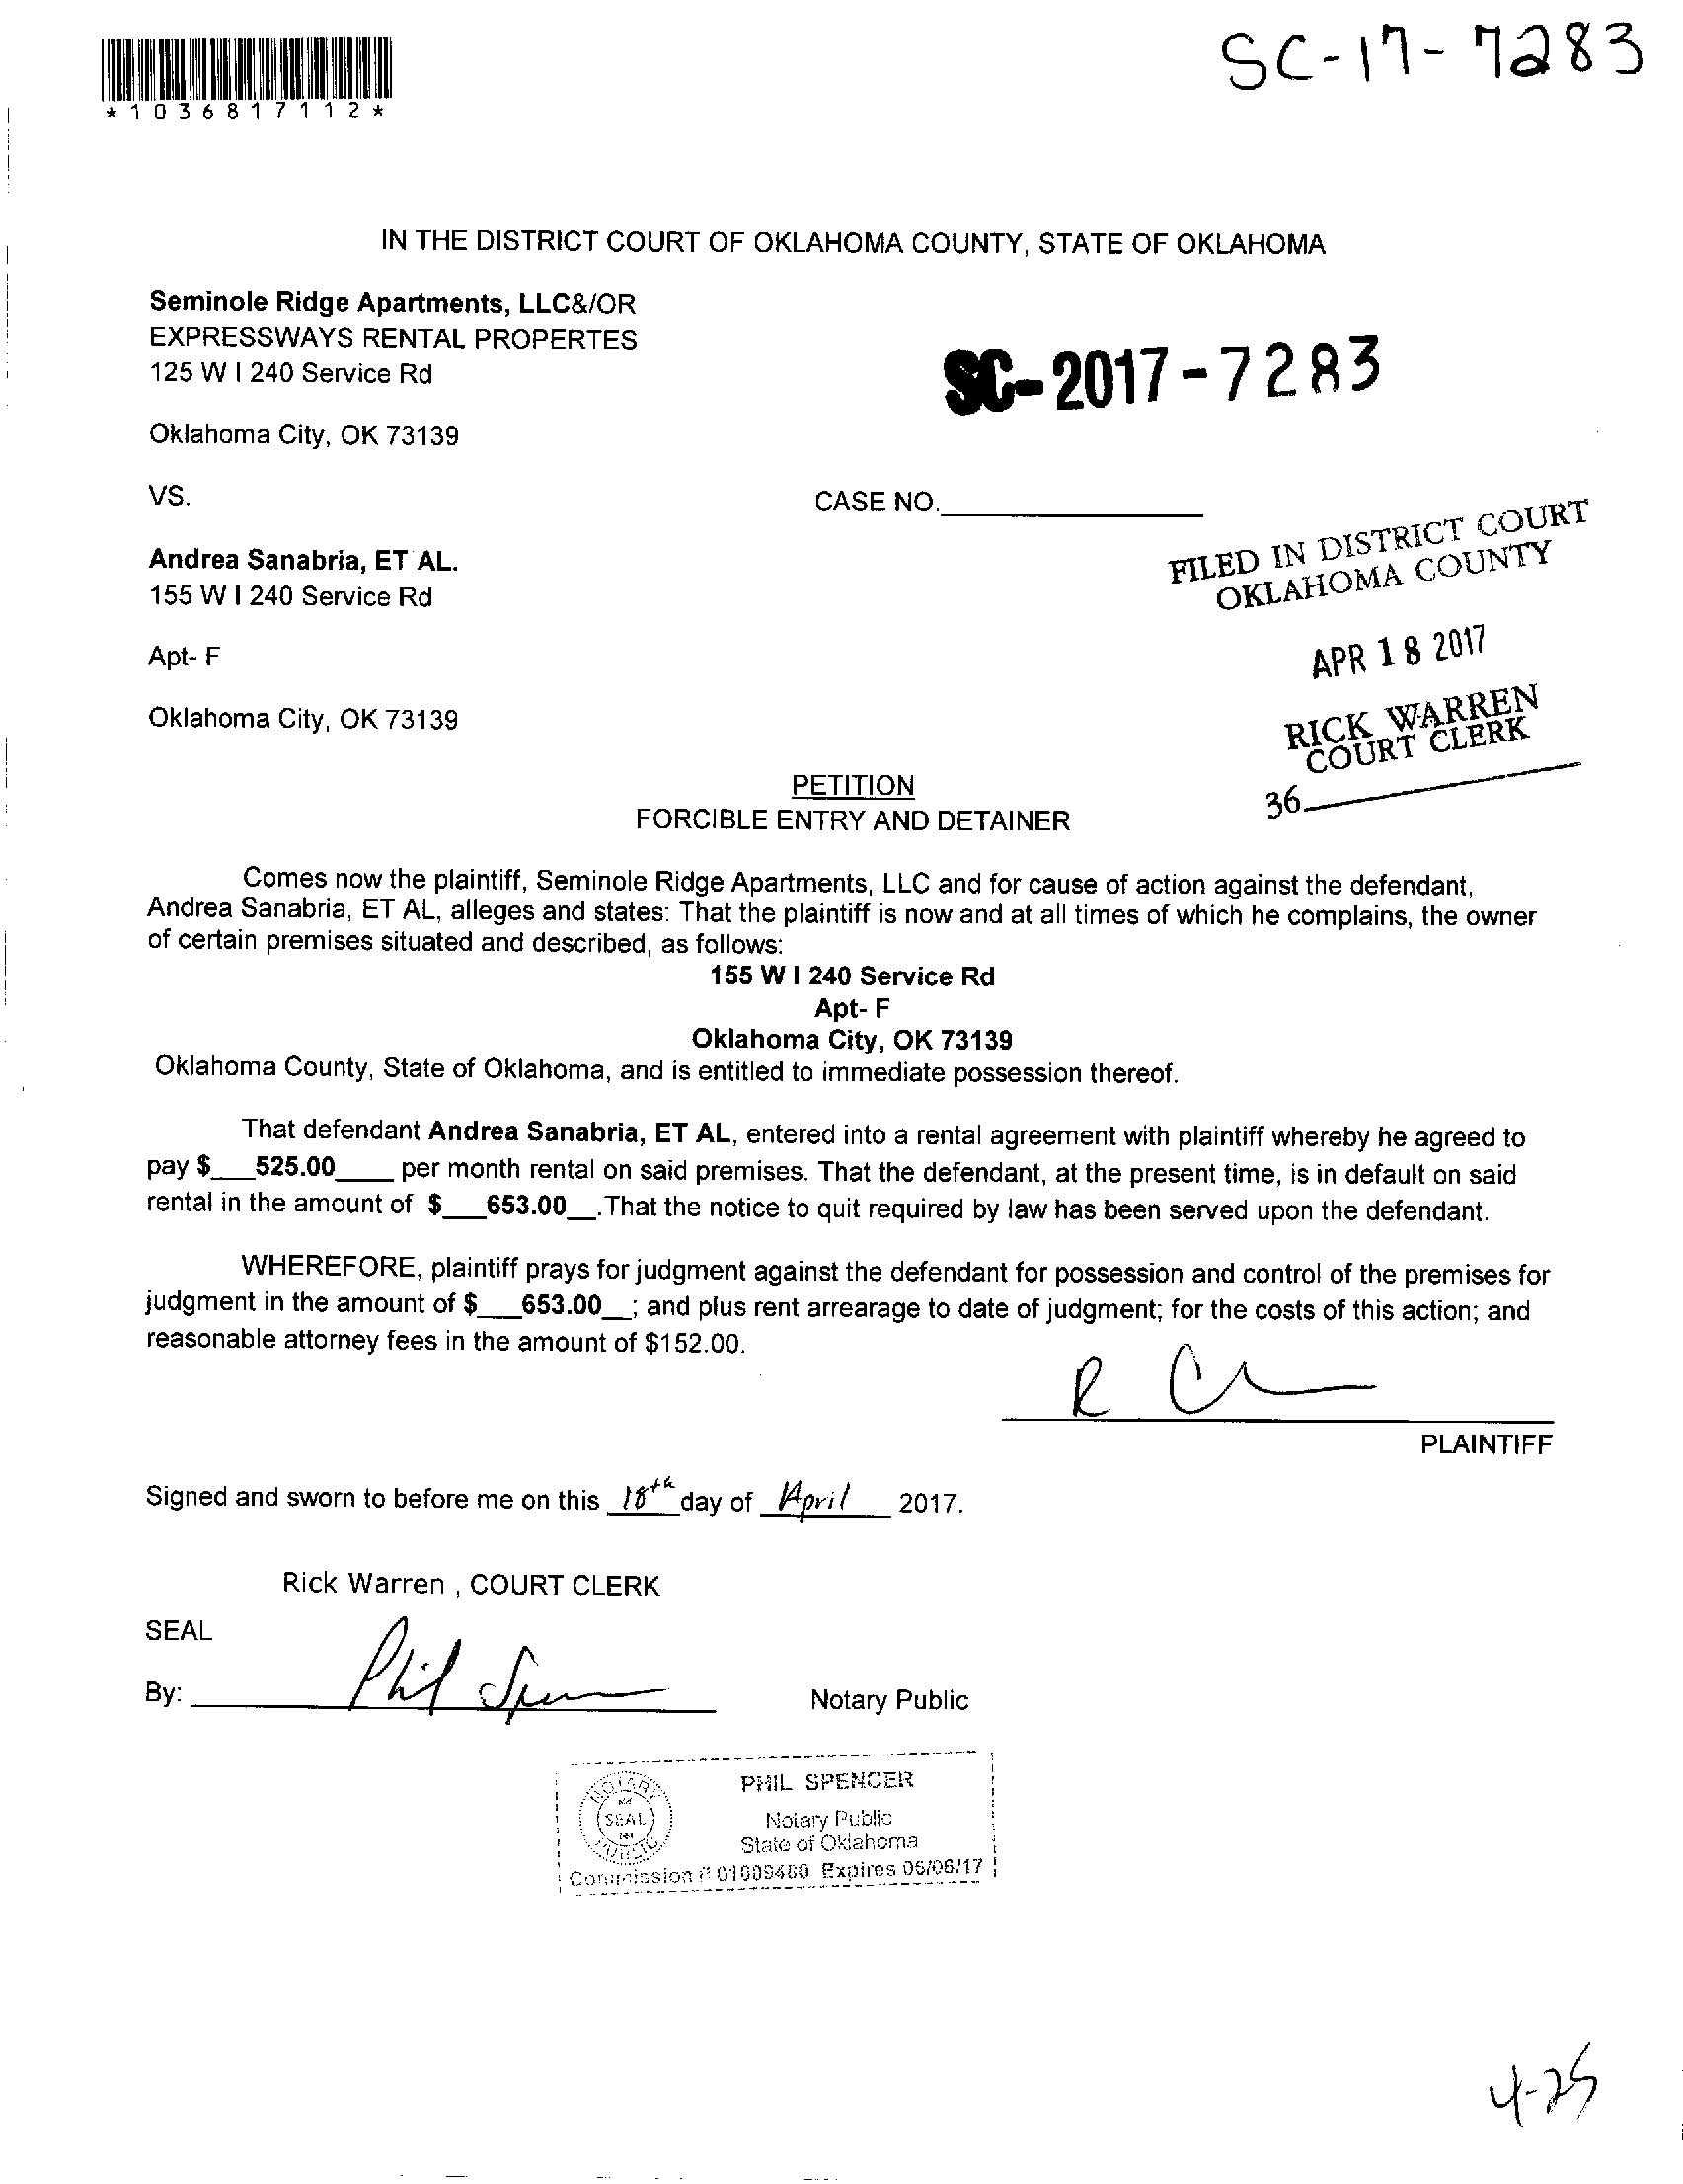 SC-17-7283
*1036817112*
IN THE DISTRICT COURT OF OKLAHOMA COUNTY, STATE OF OKLAHOMA
Seminole Ridge Apartments, LLC&/OR
EXPRESSWAYS RENTAL PROPERTES
125 W I 240 Service Rd
SC-2017-7283
Oklahoma City, OK 73139
VS.
CASE NO.
FILED IN DISTRICT COURT
OKLAHOMA COUNTY
Andrea Sanabria, ET AL.
155 W I 240 Service Rd
Apt- F
APR 18 2017
Oklahoma City, OK 73139
RICK WARREN
COURT CLERK
36
PETITION
FORCIBLE ENTRY AND DETAINER
Comes now the plaintiff, Seminole Ridge Apartments, LLC and for cause of action against the defendant,
Andrea Sanabria, ET AL, alleges and states: That the plaintiff is now and at all times of which he complains, the owner
of certain premises situated and described, as follows:
155 W I 240 Service Rd
Apt- F
Oklahoma City, OK 73139
Oklahoma County, State of Oklahoma, and is entitled to immediate possession thereof.
That defendant Andrea Sanabria, ET AL, entered into a rental agreement with plaintiff whereby he agreed to
pay $___525.00____ per month rental on said premises. That the defendant, at the present time, is in default on said
rental in the amount of $___653.00__.That the notice to quit required by law has been served upon the defendant.
WHEREFORE, plaintiff prays for judgment against the defendant for possession and control of the premises for
judgment in the amount of $___653.00__; and plus rent arrearage to date of judgment; for the costs of this action; and
reasonable attorney fees in the amount of $152.00.
PLAINTIFF
Signed and sworn to before me on this 18th day of April 2017.
Rick Warren , COURT CLERK
SEAL
By: Phil Spencer
Notary Public
NOTARY
SEAL
PUBLIC
PHIL SPENCER
Notary Public
State of Oklahoma
Commission # 01009480 Expires 05/06/17
4-25